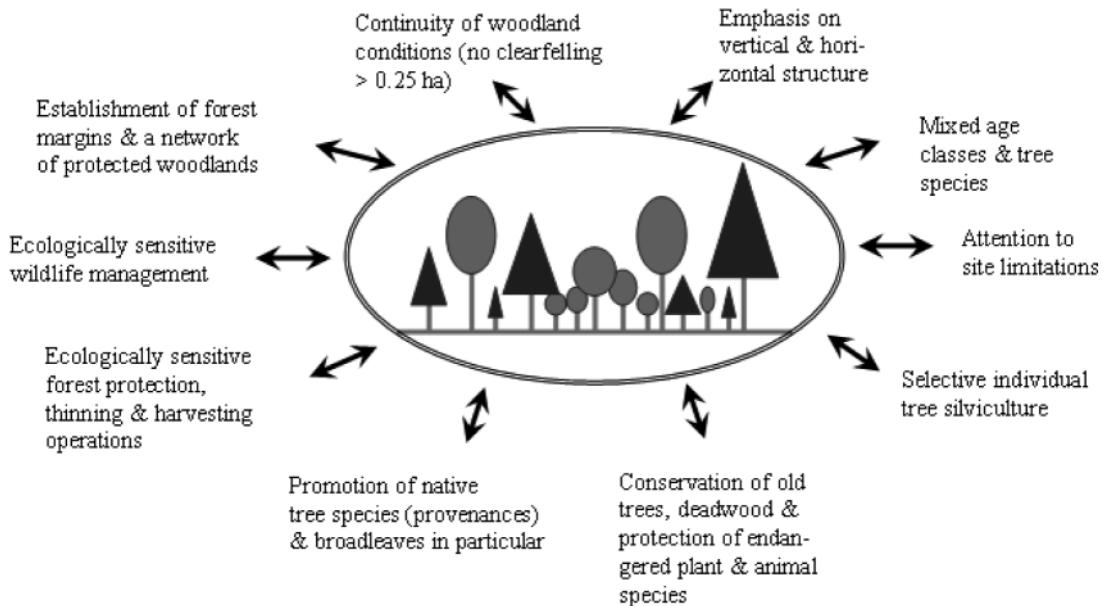 Continuity of woodland
conditions (no clearfelling
> 0.25 ha)
Emphasis on
vertical & hori-
zontal structure
Establishment of forest
margins & a network
of protected woodlands
Mixed age
classes & tree
species
Ecologically sensitive
wildlife management
Attention to
site limitations
Ecologically sensitive
forest protection,
thinning & harvesting
operations
Selective individual
tree silviculture
Promotion of native
tree species (provenances)
& broadleaves in particular
Conservation of old
trees, deadwood &
protection of endan-
gered plant & animal
species